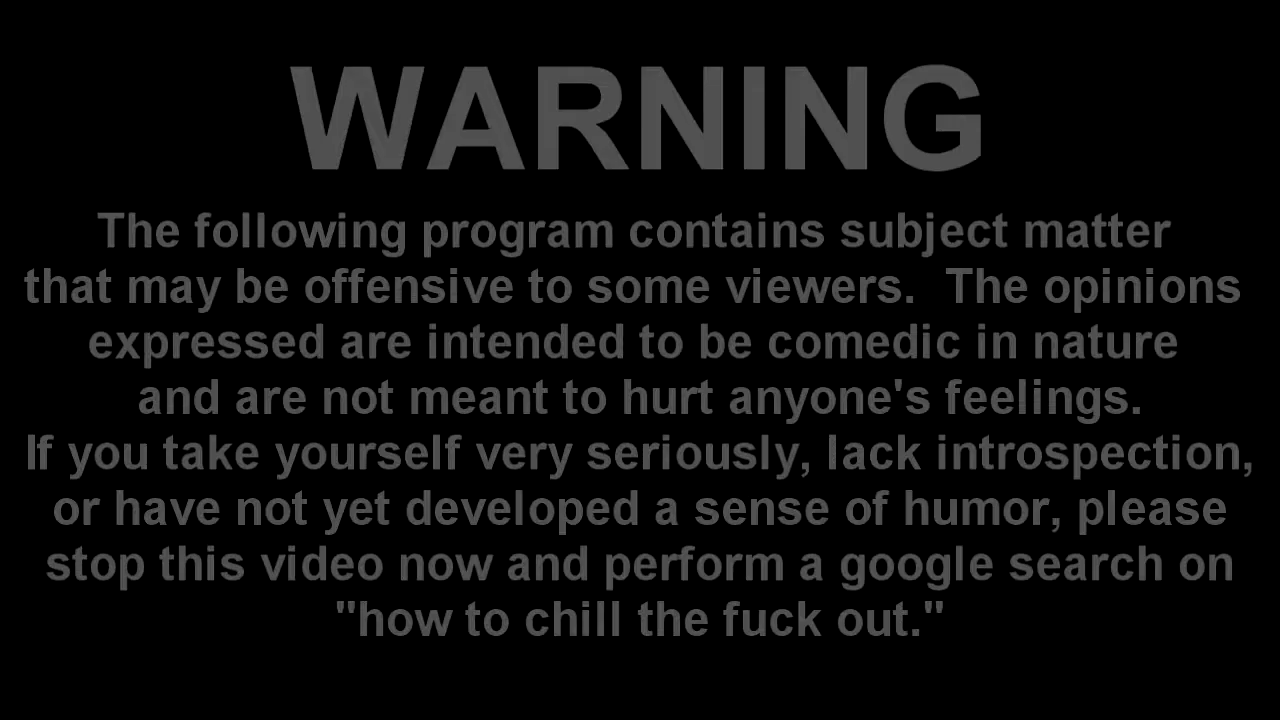 WARNING
The following program contains subject matter
that may be offensive to some viewers.  The opinions
expressed are intended to be comedic in nature
and are not meant to hurt anyone's feelings.
If you take yourself very seriously, lack introspection,
or have not yet developed a sense of humor, please
stop this video now and perform a google search on
"how to chill the fuck out."